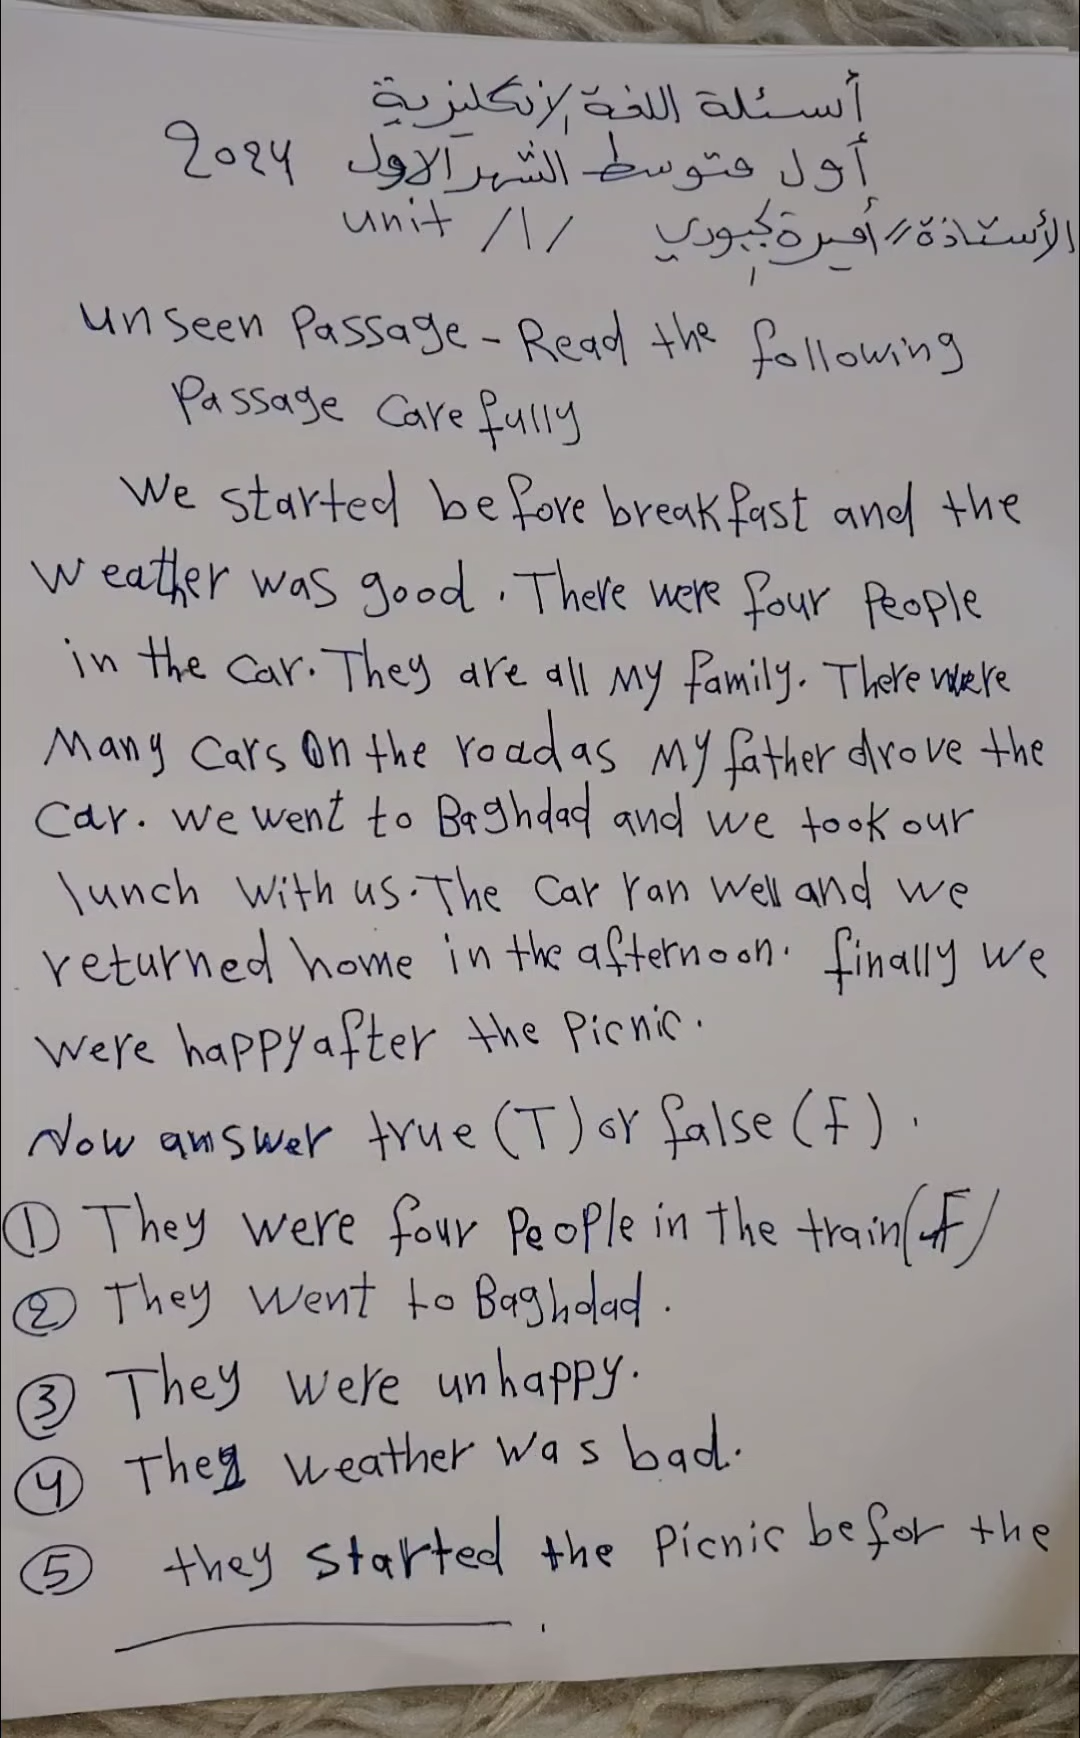 أسئلة اللغة الإنكليزية
أول متوسط الشهر الاول 2024
الأستاذة // أميرة جبوري unit /1/
unseen Passage - Read the following
Passage Carefully
We started before breakfast and the
weather was good. There were four People
in the car. They are all My family. There were
Many cars on the road as My father drove the
Car. we went to Baghdad and we took our
lunch with us. The Car ran well and we
returned home in the afternoon. finally we
were happy after the Picnic.
Now answer true (T) or false (F).
① They were four People in The train (F)
② They went to Baghdad.
③ They were unhappy.
④ They weather was bad.
⑤ they started the Picnic befor the
_____.